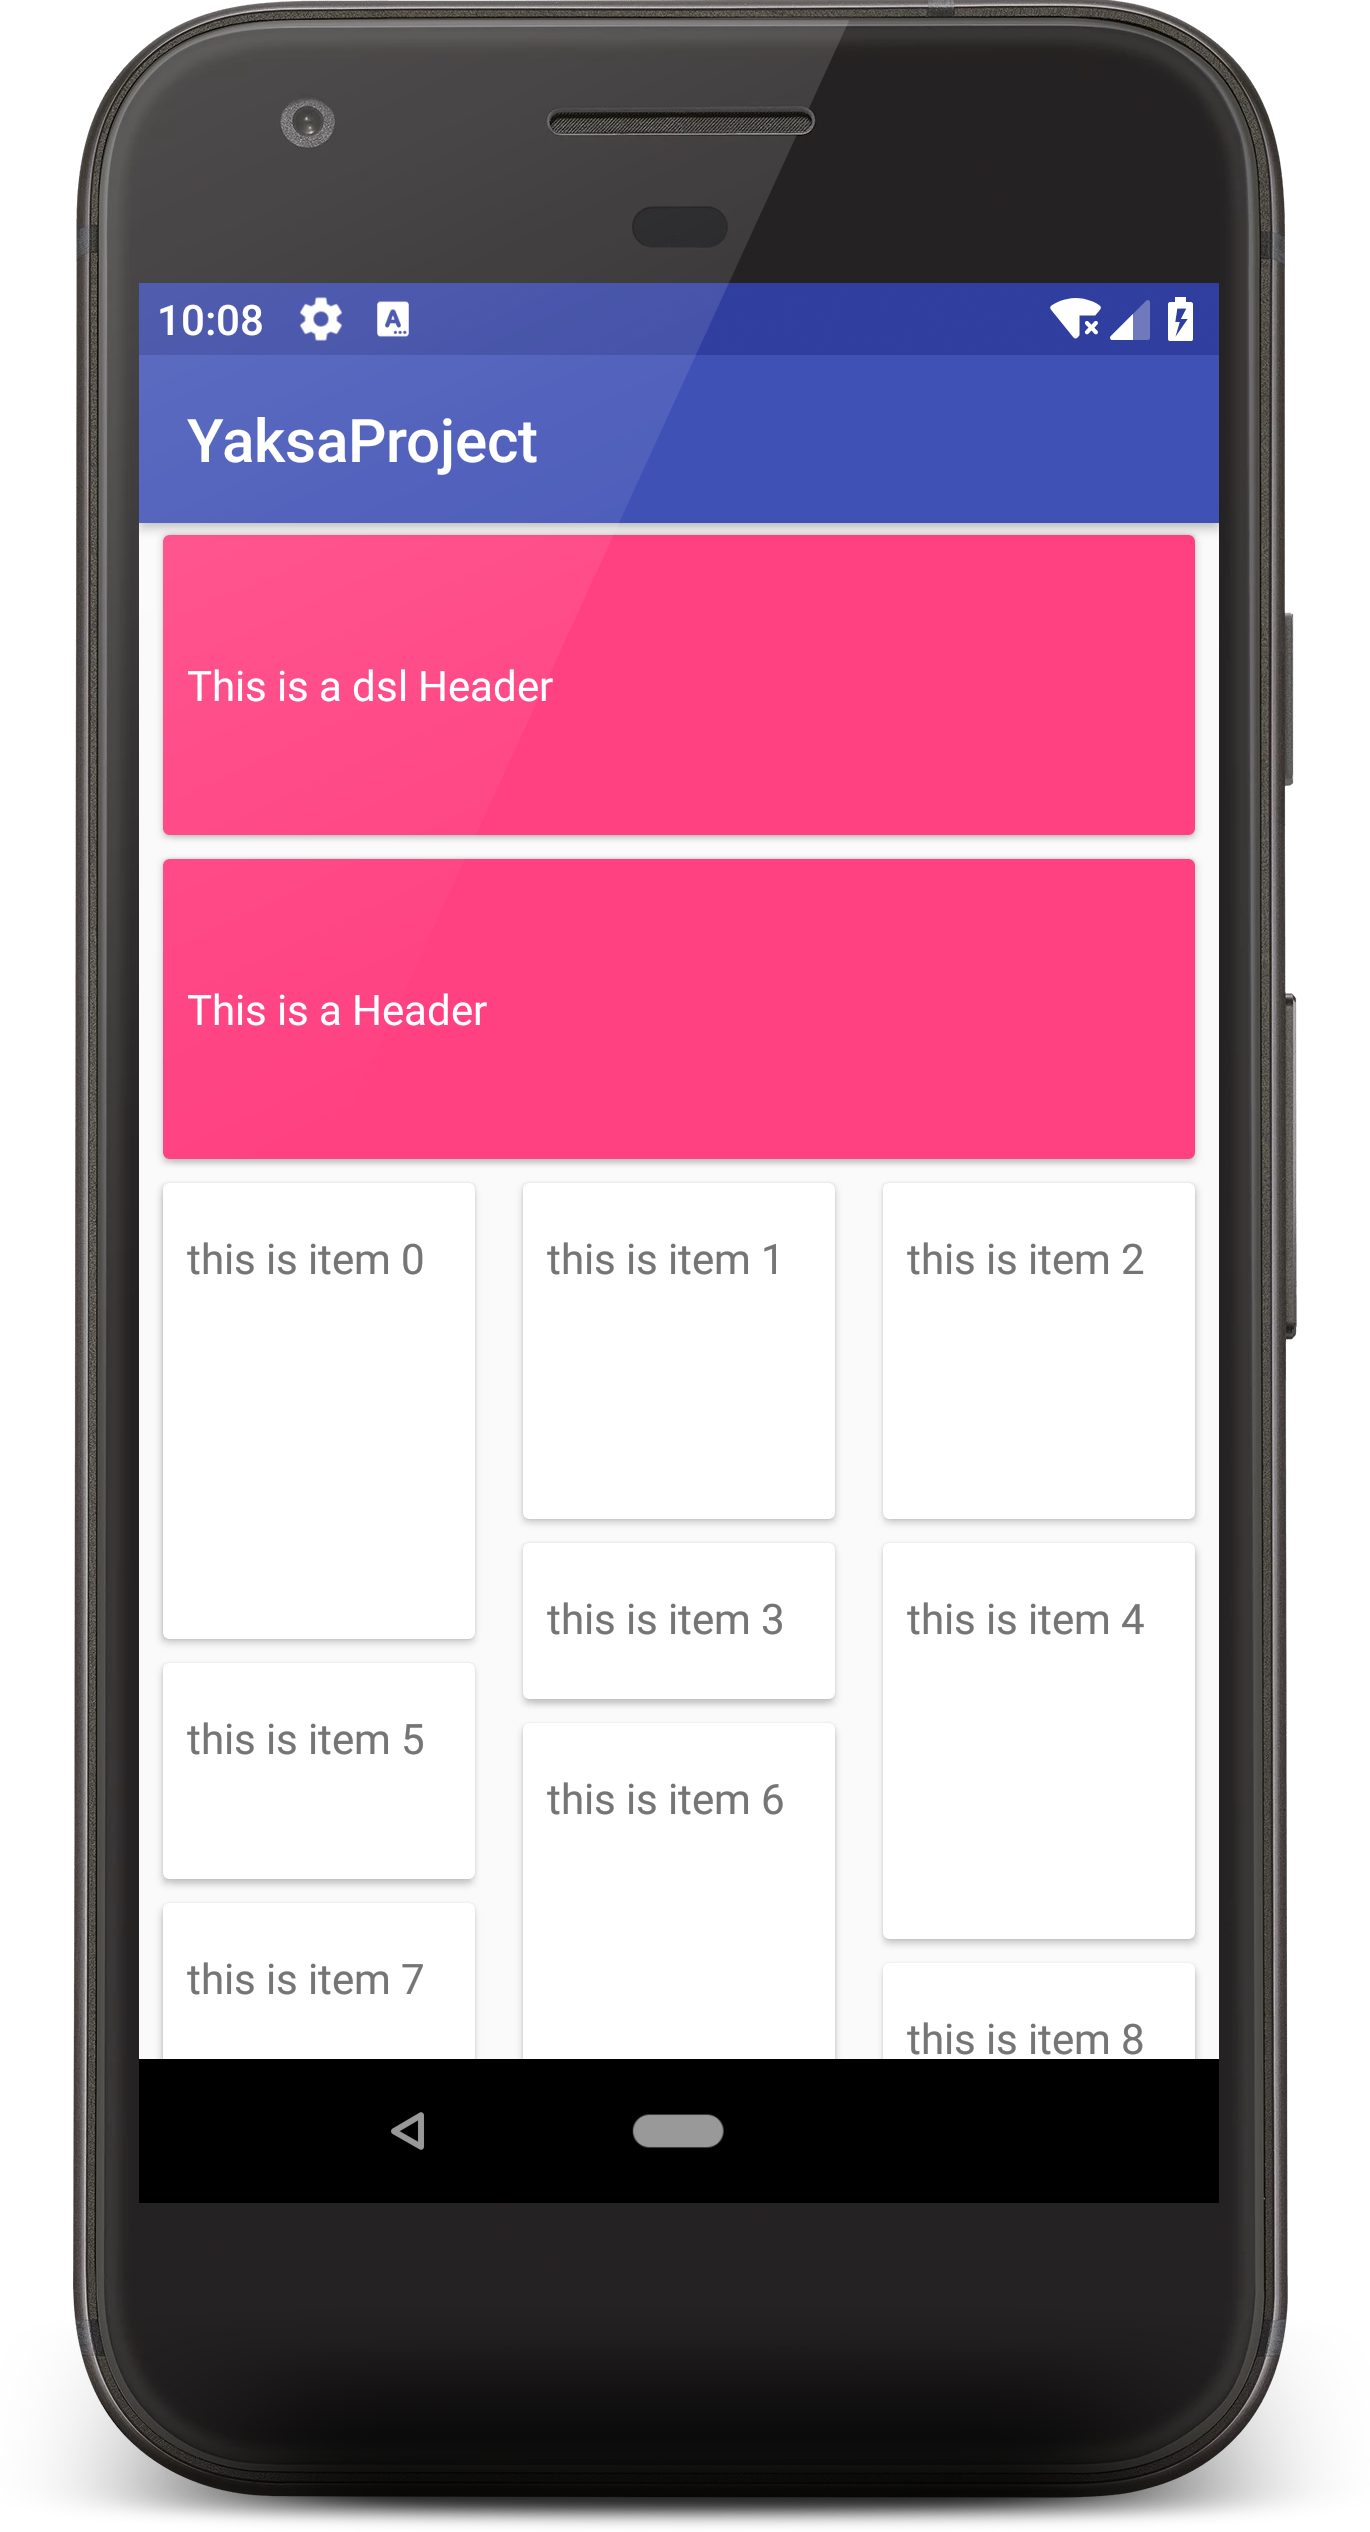 10:08
YaksaProject
This is a dsl Header
This is a Header
this is item 0
this is item 1
this is item 2
this is item 3
this is item 4
this is item 5
this is item 6
this is item 7
this is item 8